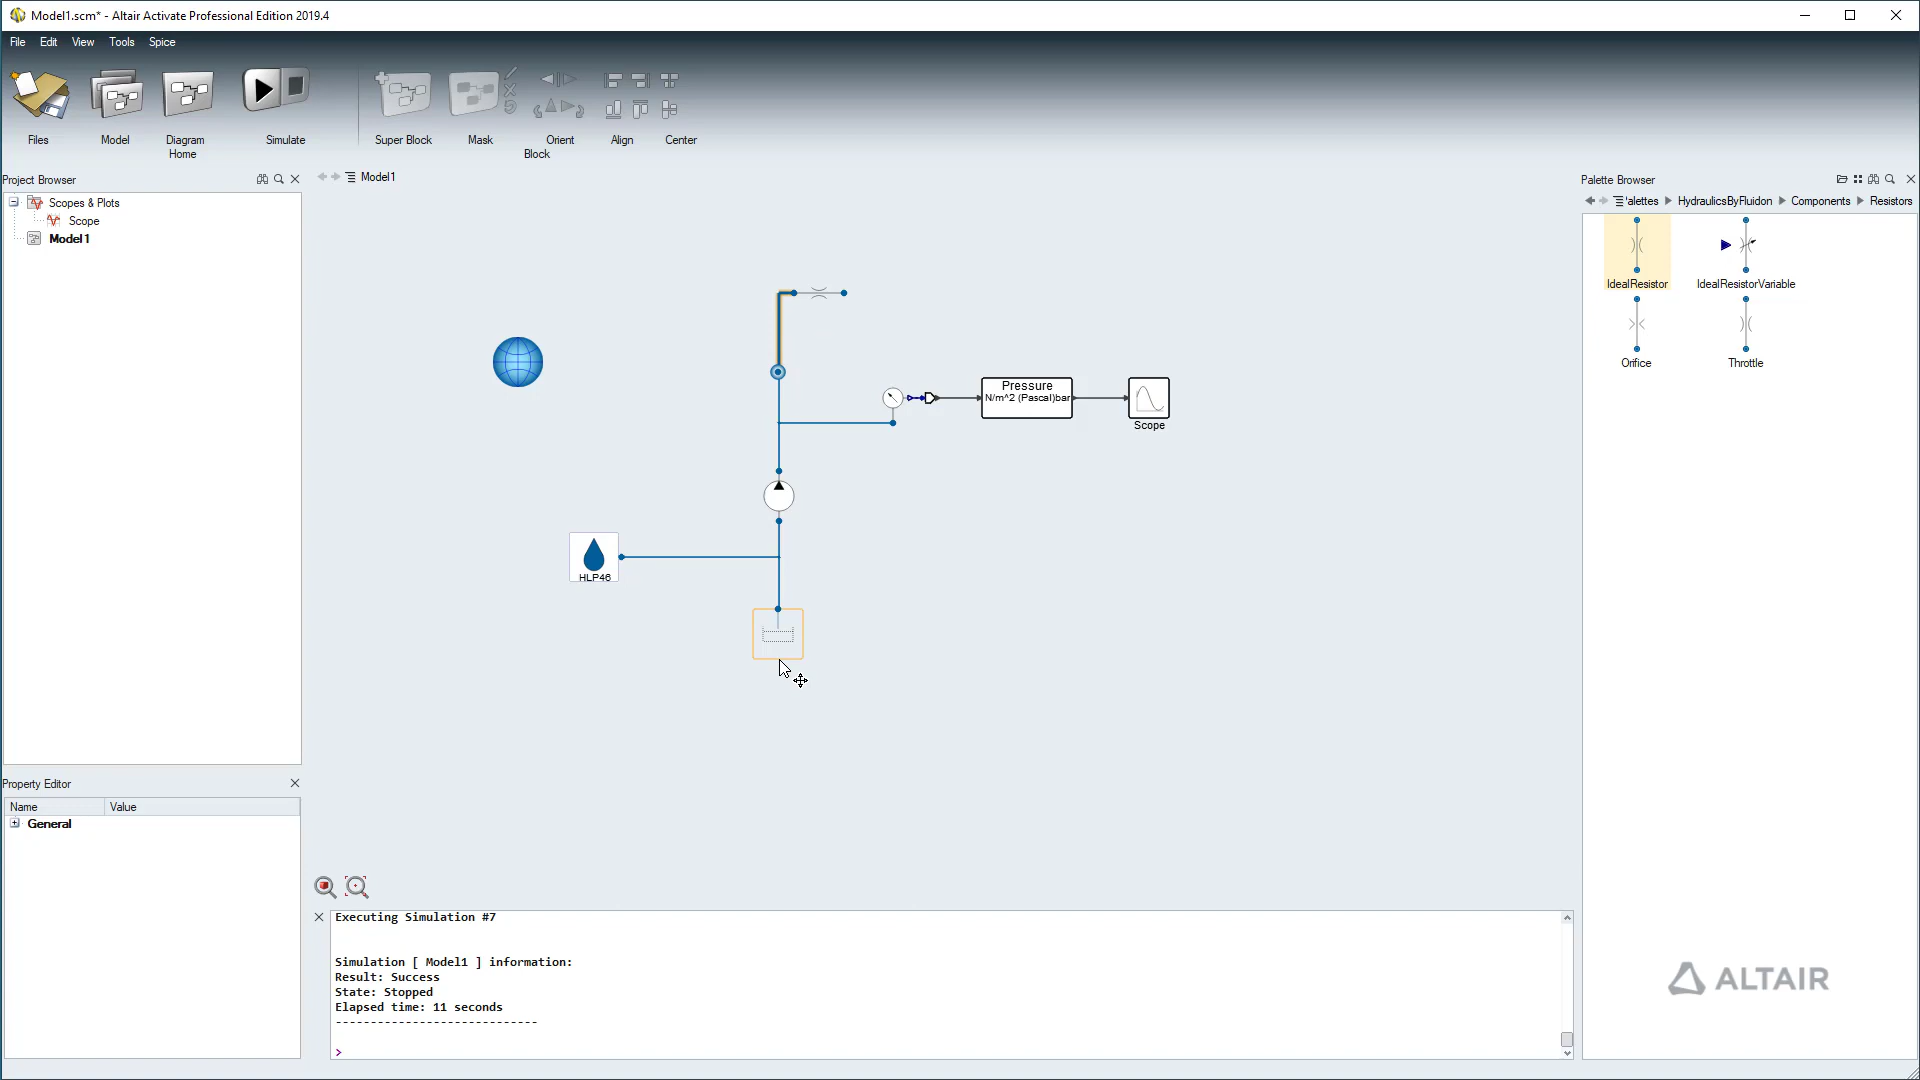 Model1.scm* - Altair Activate Professional Edition 2019.4
File Edit View Tools Spice
Files Model Diagram Simulate Super Block Mask Orient Align Center
Home Block
Project Browser
Scopes & Plots
Scope
Model1
Model1
Pressure
N/m^2 (Pascal)bar
Scope
HLP46
Palette Browser
'alettes HydraulicsByFluidon Components Resistors
IdealResistor IdealResistorVariable
Orifice Throttle
Property Editor
Name Value
General
Executing Simulation #7
Simulation [ Model1 ] information:
Result: Success
State: Stopped
Elapsed time: 11 seconds
-----------------------------
>
ALTAIR